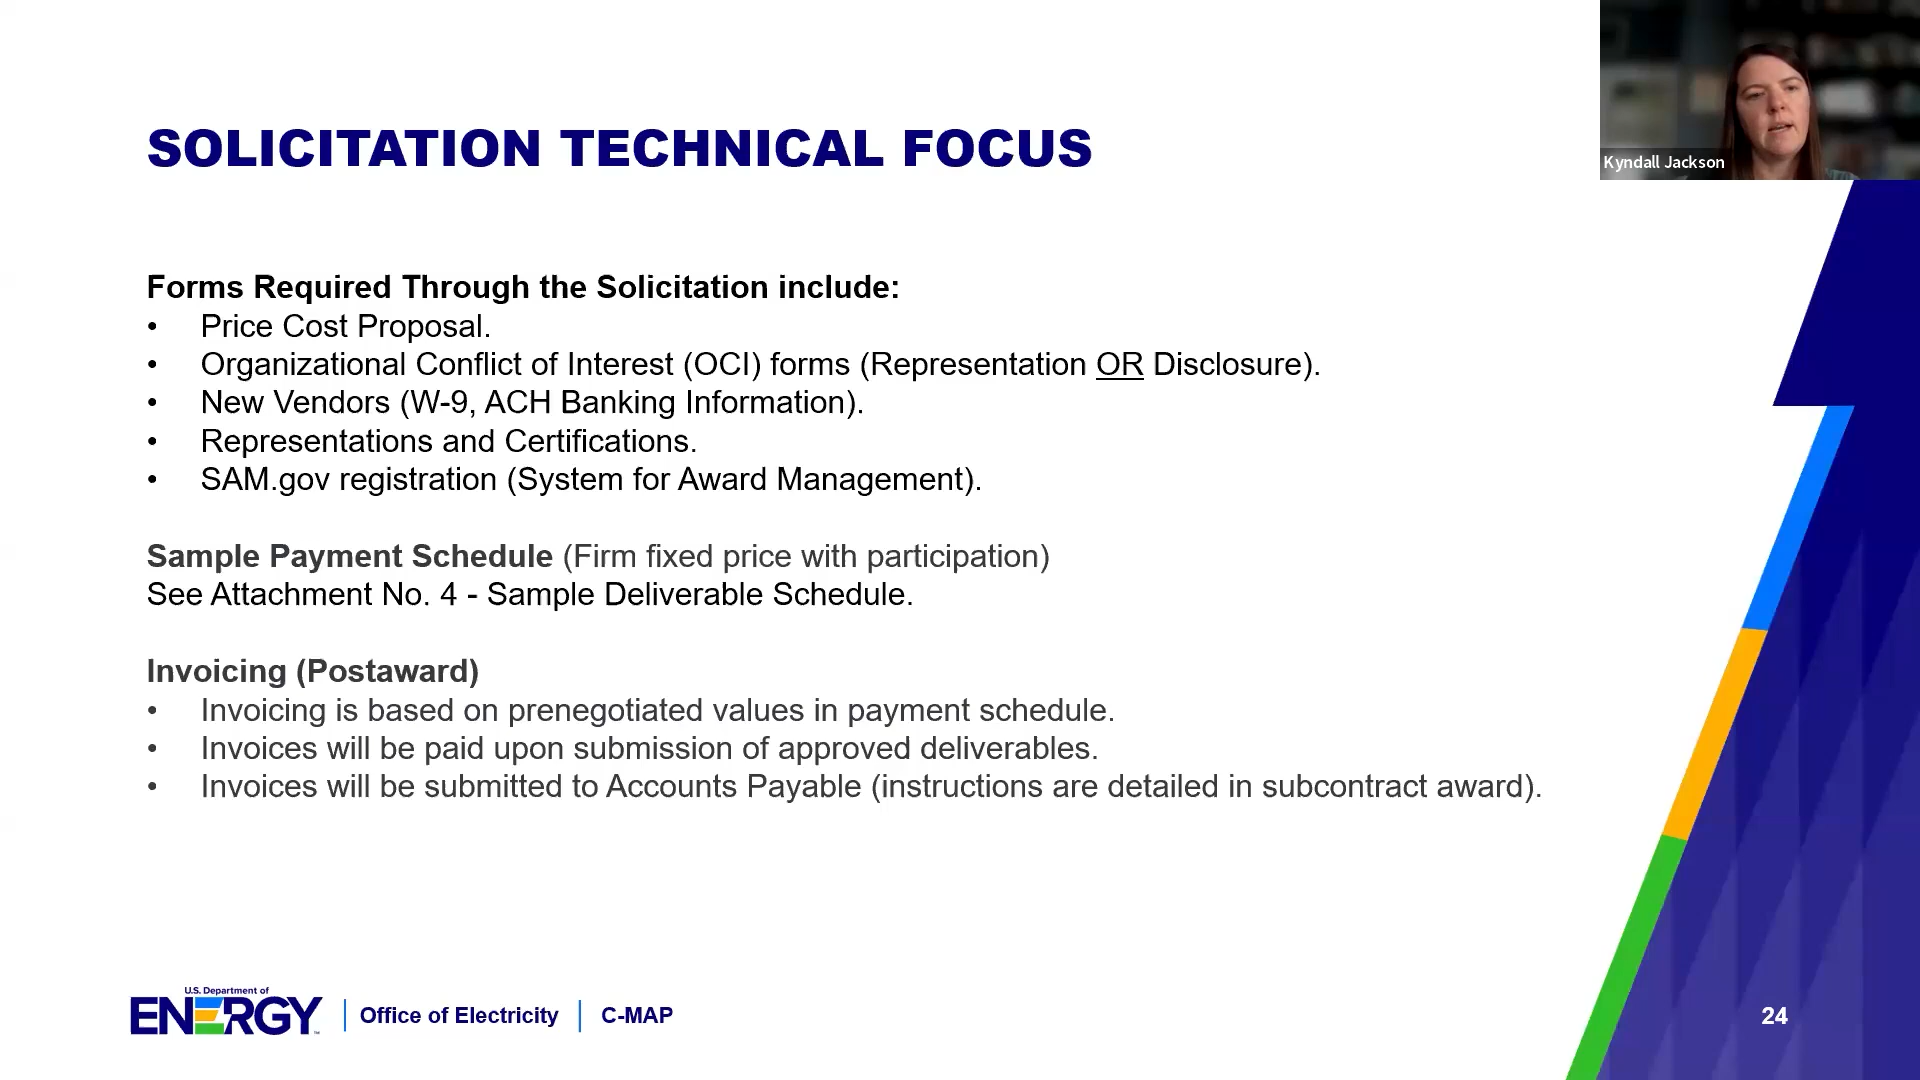 SOLICITATION TECHNICAL FOCUS
Kyndall Jackson
Forms Required Through the Solicitation include:
• Price Cost Proposal.
• Organizational Conflict of Interest (OCI) forms (Representation OR Disclosure).
• New Vendors (W-9, ACH Banking Information).
• Representations and Certifications.
• SAM.gov registration (System for Award Management).
Sample Payment Schedule (Firm fixed price with participation)
See Attachment No. 4 - Sample Deliverable Schedule.
Invoicing (Postaward)
• Invoicing is based on prenegotiated values in payment schedule.
• Invoices will be paid upon submission of approved deliverables.
• Invoices will be submitted to Accounts Payable (instructions are detailed in subcontract award).
U.S. Department of
ENERGY
Office of Electricity | C-MAP
24